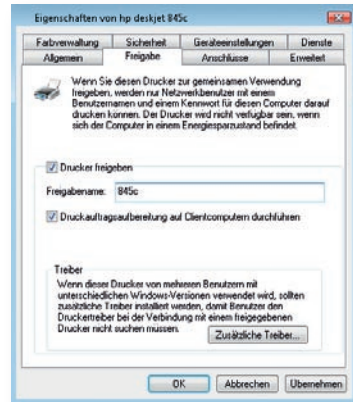 Eigenschaften von hp deskjet 845c
Farbverwaltung Sicherheit Geräteeinstellungen Dienste
Allgemein Freigabe Anschlüsse Erweitert
Wenn Sie diesen Drucker zur gemeinsamen Verwendung
freigeben, werden nur Netzwerkbenutzer mit einem
Benutzernamen und einem Kennwort für diesen Computer darauf
drucken können. Der Drucker wird nicht verfügbar sein, wenn
sich der Computer in einem Energiesparzustand befindet.
Drucker freigeben
Freigabename: 845c
Druckauftragsaufbereitung auf Clientcomputern durchführen
Treiber
Wenn dieser Drucker von mehreren Benutzern mit
unterschiedlichen Windows-Versionen verwendet wird, sollten
zusätzliche Treiber installiert werden, damit Benutzer den
Druckertreiber bei der Verbindung mit einem freigegebenen
Drucker nicht suchen müssen.
Zusätzliche Treiber...
OK Abbrechen Übernehmen